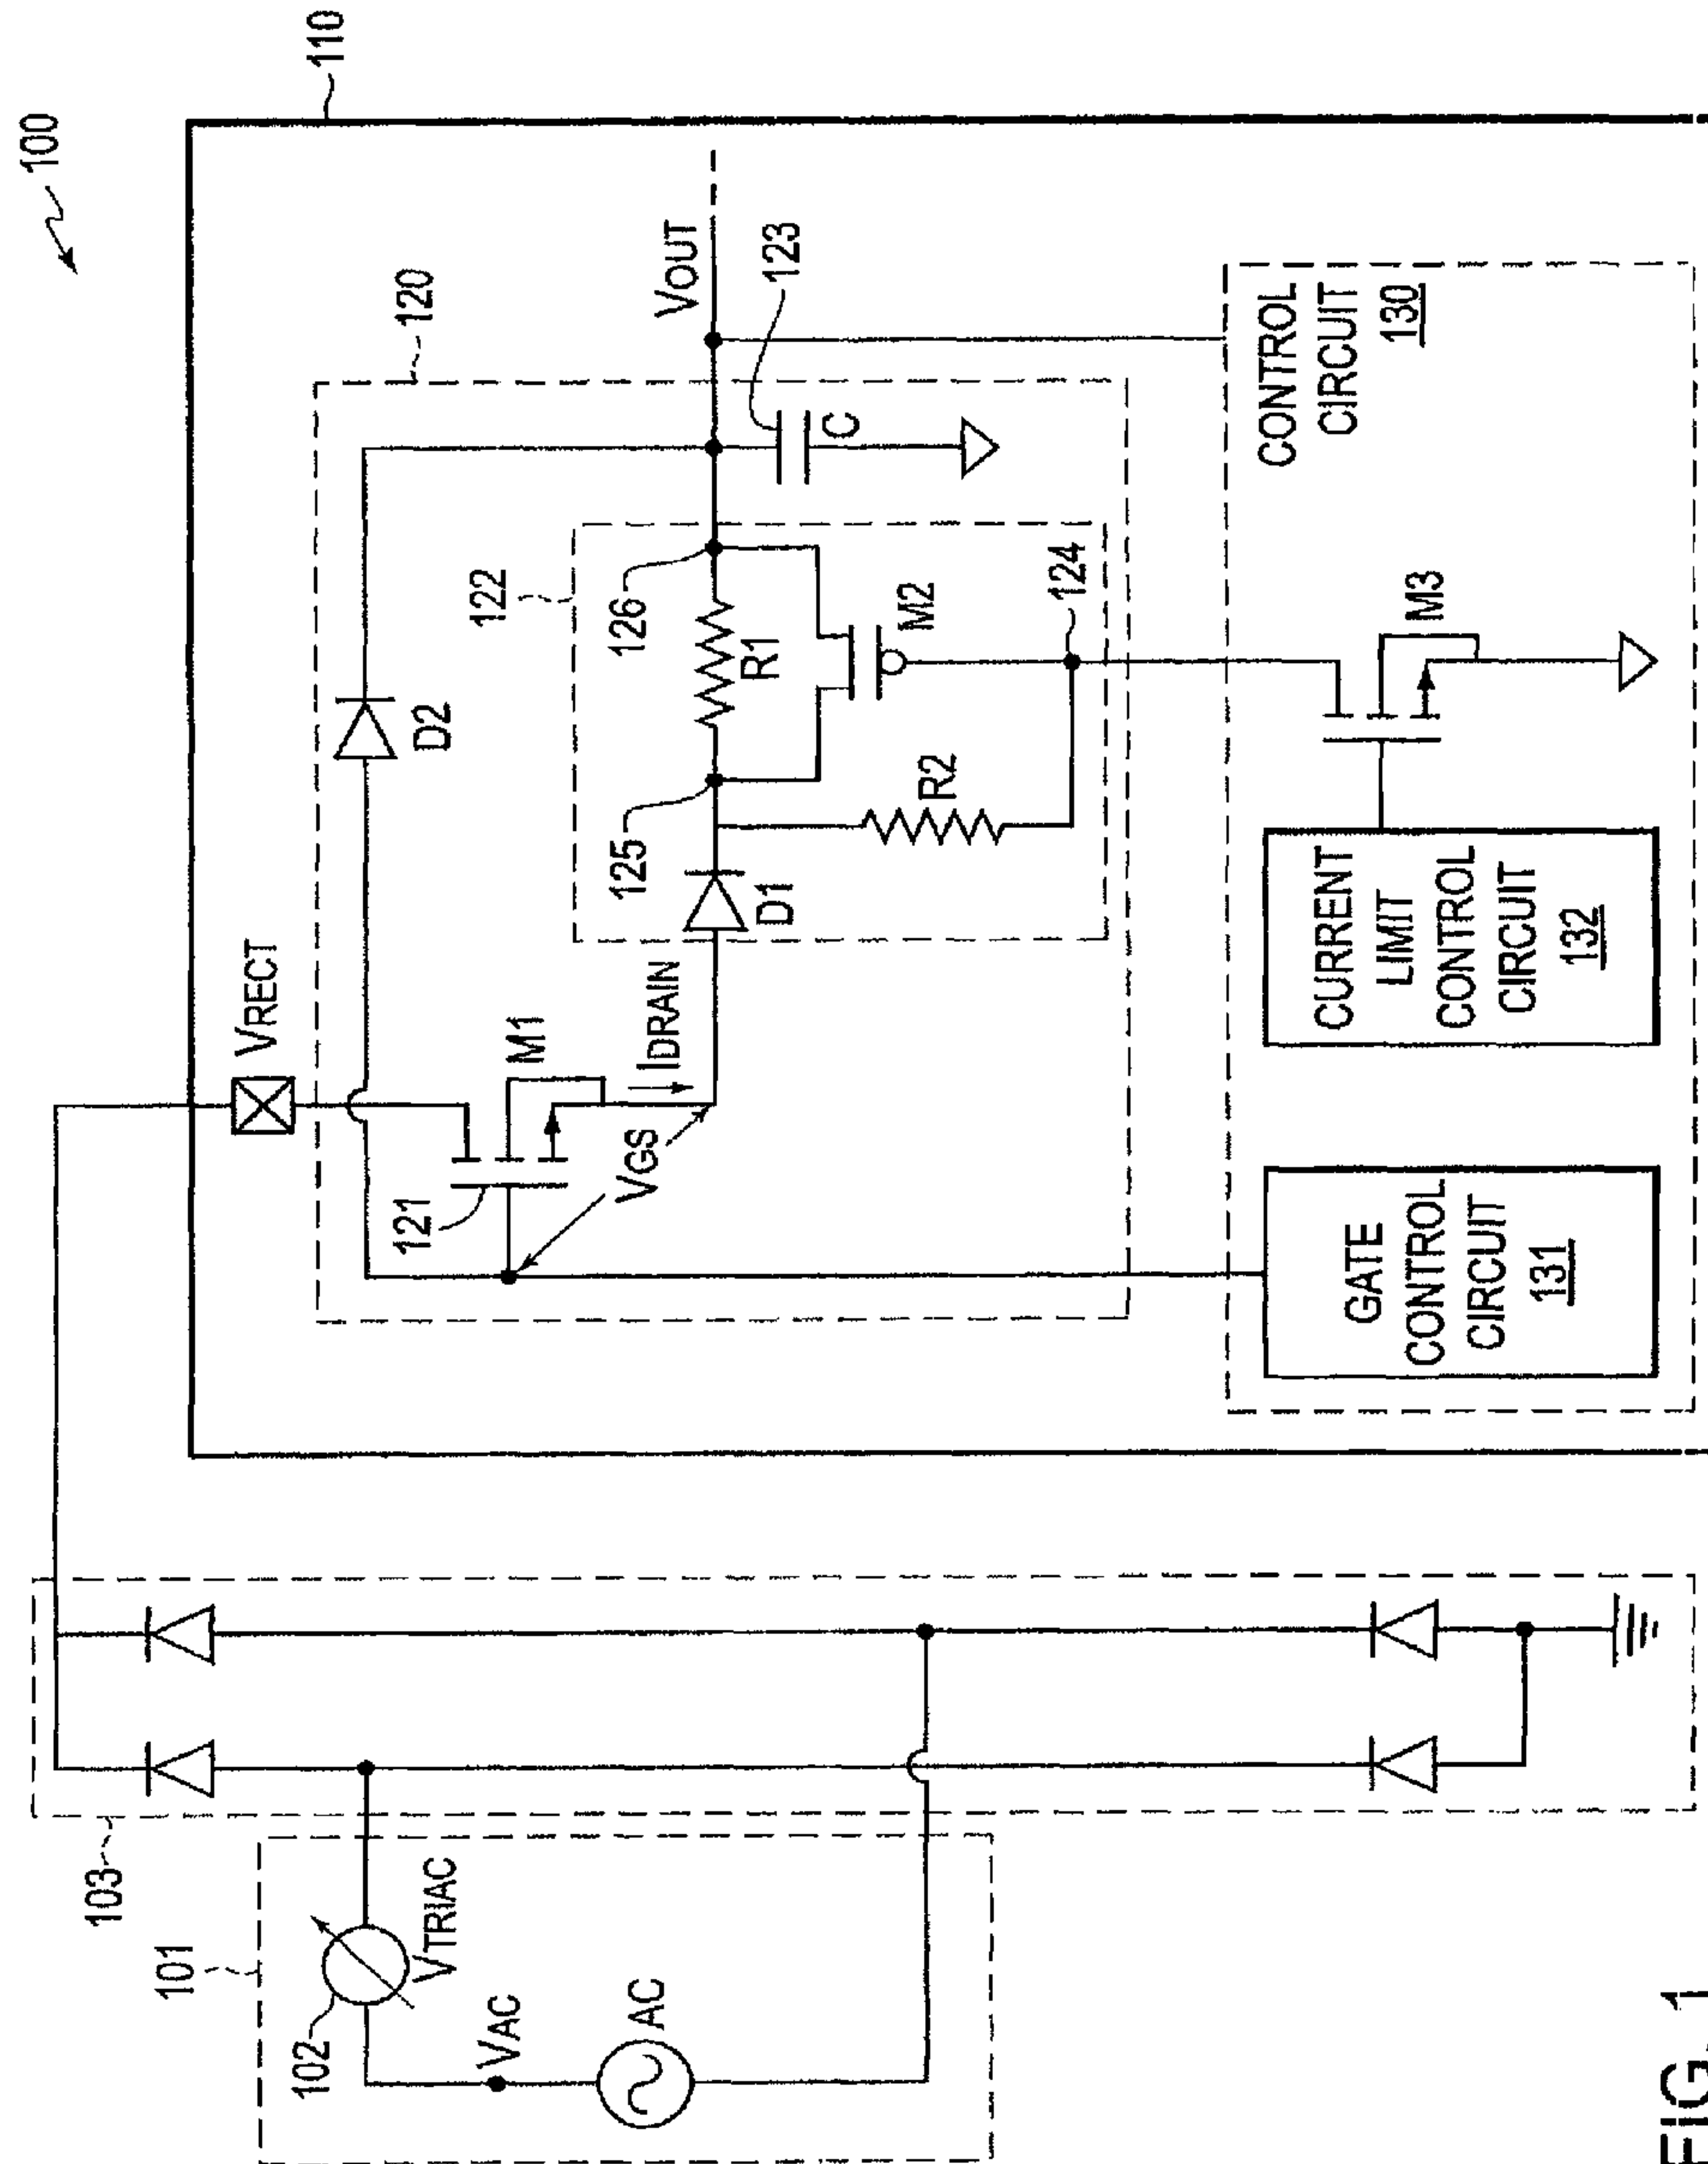 100
110
103
101
102
VTRIAC
VAC
AC
VRECT
120
121
M1
VGS
IDRAIN
D2
122
125
126
D1
R1
R2
M2
124
VOUT
123
C
CONTROL
CIRCUIT
130
GATE
CONTROL
CIRCUIT
131
CURRENT
LIMIT
CONTROL
CIRCUIT
132
M3
FIG. 1